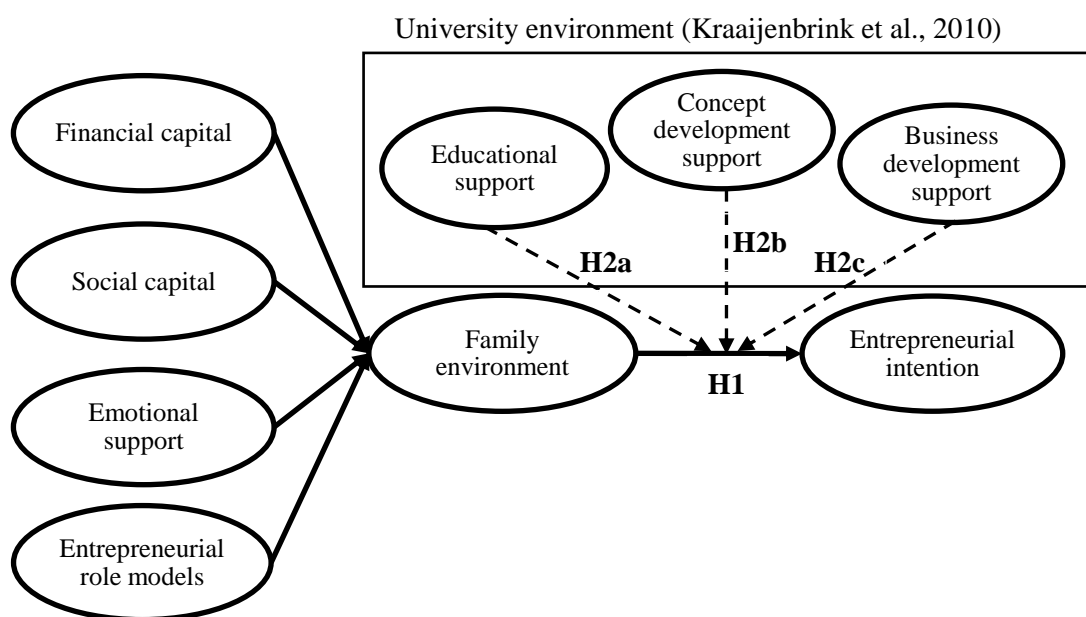 University environment (Kraaijenbrink et al., 2010)
Financial capital
Educational
support
Concept
development
support
Business
development
support
H2a
H2b
H2c
Social capital
Family
environment
H1
Entrepreneurial
intention
Emotional
support
Entrepreneurial
role models